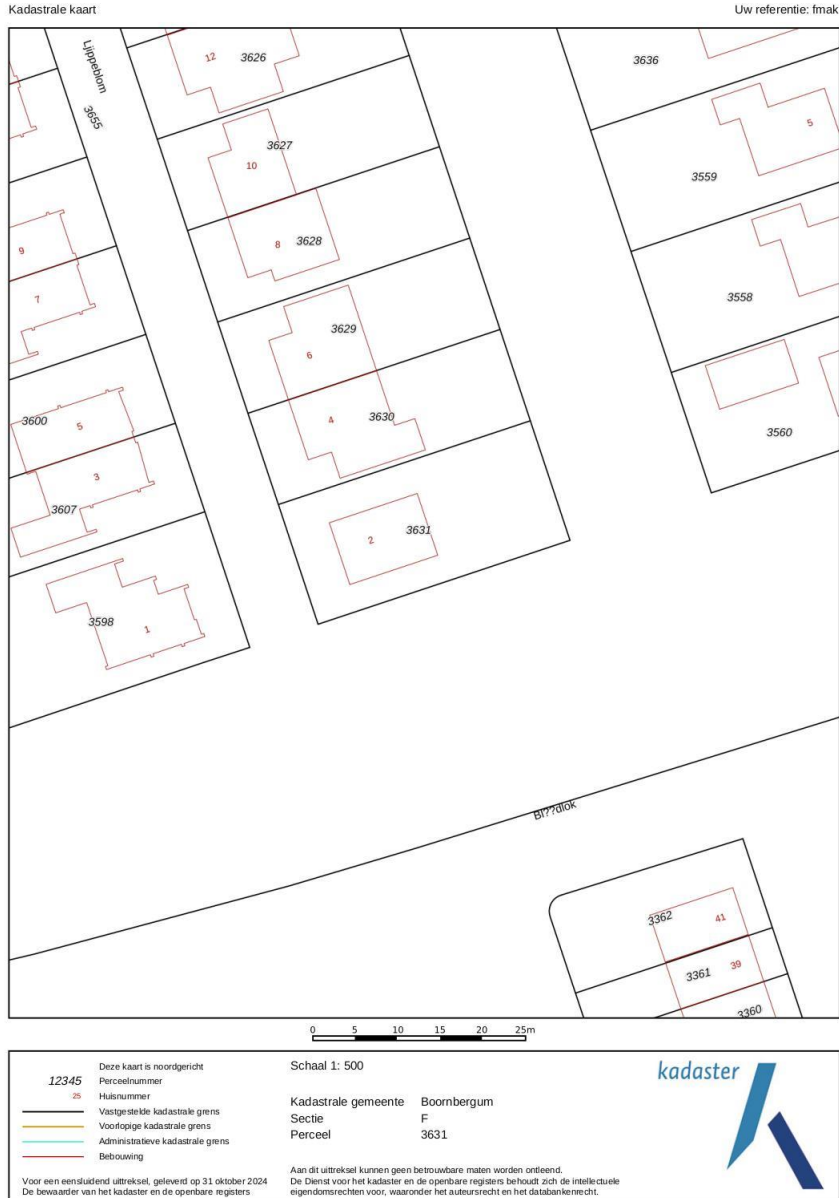 Kadastrale kaart
Uw referentie: fmak
Ljippeblom
3655
12
3626
3636
5
3627
10
3559
9
8
3628
7
3558
3629
6
3600
5
4
3630
3560
3
3607
3631
2
3598
1
Bl??dlok
3362
41
3361
39
3360
0 5 10 15 20 25m
Deze kaart is noordgericht
12345 Perceelnummer
25 Huisnummer
Vastgestelde kadastrale grens
Voorlopige kadastrale grens
Administratieve kadastrale grens
Bebouwing
Voor een eensluidend uittreksel, geleverd op 31 oktober 2024
De bewaarder van het kadaster en de openbare registers
Schaal 1: 500
Kadastrale gemeente Boornbergum
Sectie F
Perceel 3631
Aan dit uittreksel kunnen geen betrouwbare maten worden ontleend.
De Dienst voor het kadaster en de openbare registers behoudt zich de intellectuele
eigendomsrechten voor, waaronder het auteursrecht en het databankenrecht.
kadaster